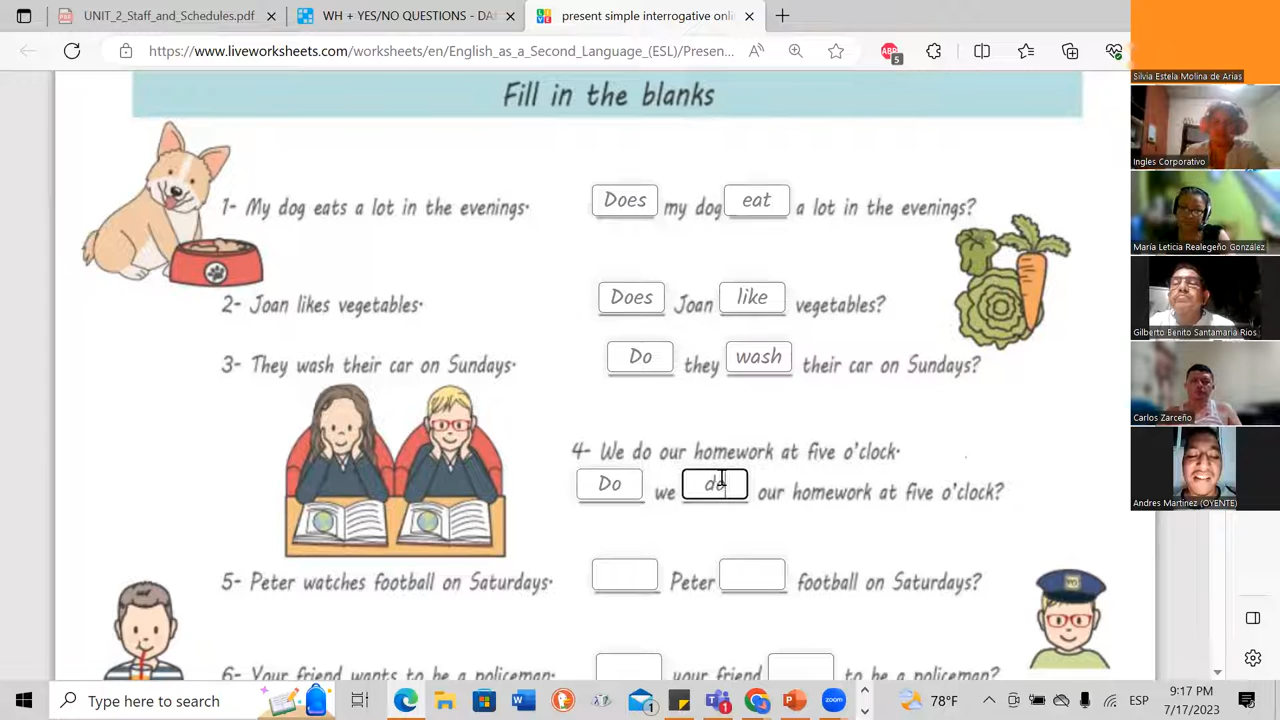 UNIT_2_Staff_and_Schedules.pdf
WH + YES/NO QUESTIONS - DA
present simple interrogative onli
https://www.liveworksheets.com/worksheets/en/English_as_a_Second_Language_(ESL)/Presen...
5
Fill in the blanks
1- My dog eats a lot in the evenings.
Does my dog eat a lot in the evenings?
2- Joan likes vegetables.
Does Joan like vegetables?
3- They wash their car on Sundays.
Do they wash their car on Sundays?
4- We do our homework at five o'clock.
Do we do our homework at five o'clock?
5- Peter watches football on Saturdays.
Peter football on Saturdays?
6- Your friend wants to be a policeman.
your friend to be a policeman?
Silvia Estela Molina de Arias
Ingles Corporativo
María Leticia Realegeño González
Gilberto Benito Santamaria Rios
Carlos Zarceño
Andres Martinez (OYENTE)
Type here to search
1
1
zoom
78°F
ESP
9:17 PM
7/17/2023